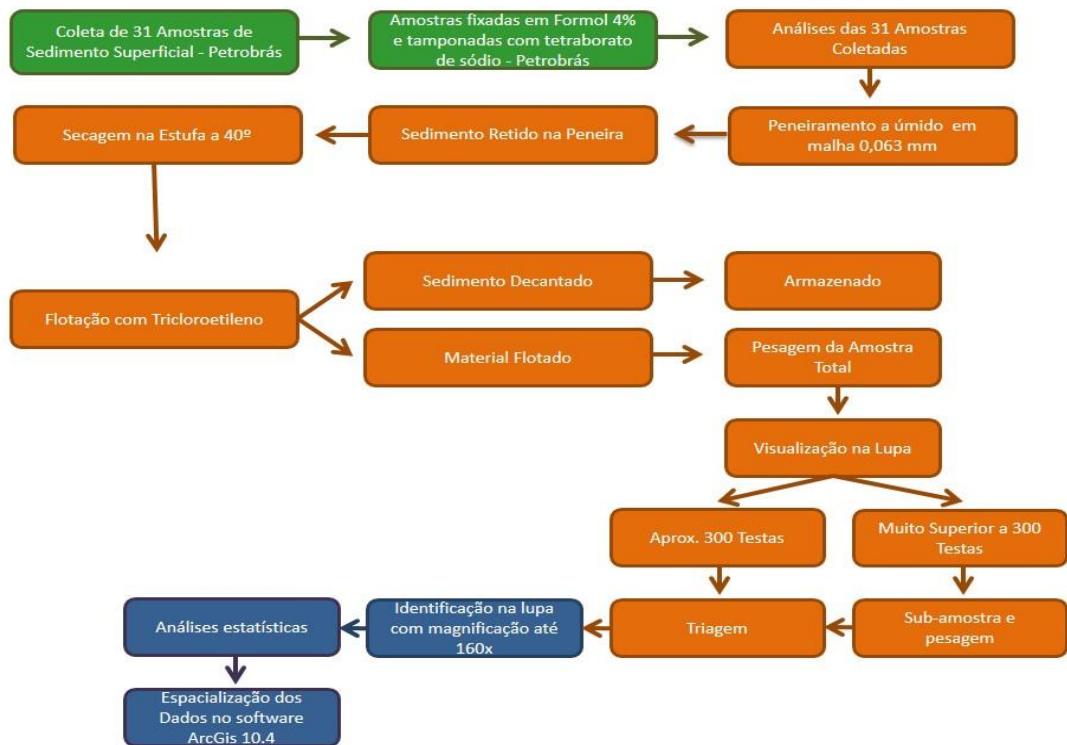 Coleta de 31 Amostras de
Sedimento Superficial - Petrobrás
Amostras fixadas em Formol 4%
e tamponadas com tetraborato
de sódio - Petrobrás
Análises das 31 Amostras
Coletadas
Secagem na Estufa a 40º
Sedimento Retido na Peneira
Peneiramento a úmido em
malha 0,063 mm
Flotação com Tricloroetileno
Sedimento Decantado
Armazenado
Material Flotado
Pesagem da Amostra
Total
Visualização na Lupa
Aprox. 300 Testas
Muito Superior a 300
Testas
Análises estatísticas
Identificação na lupa
com magnificação até
160x
Triagem
Sub-amostra e
pesagem
Espacialização dos
Dados no software
ArcGis 10.4